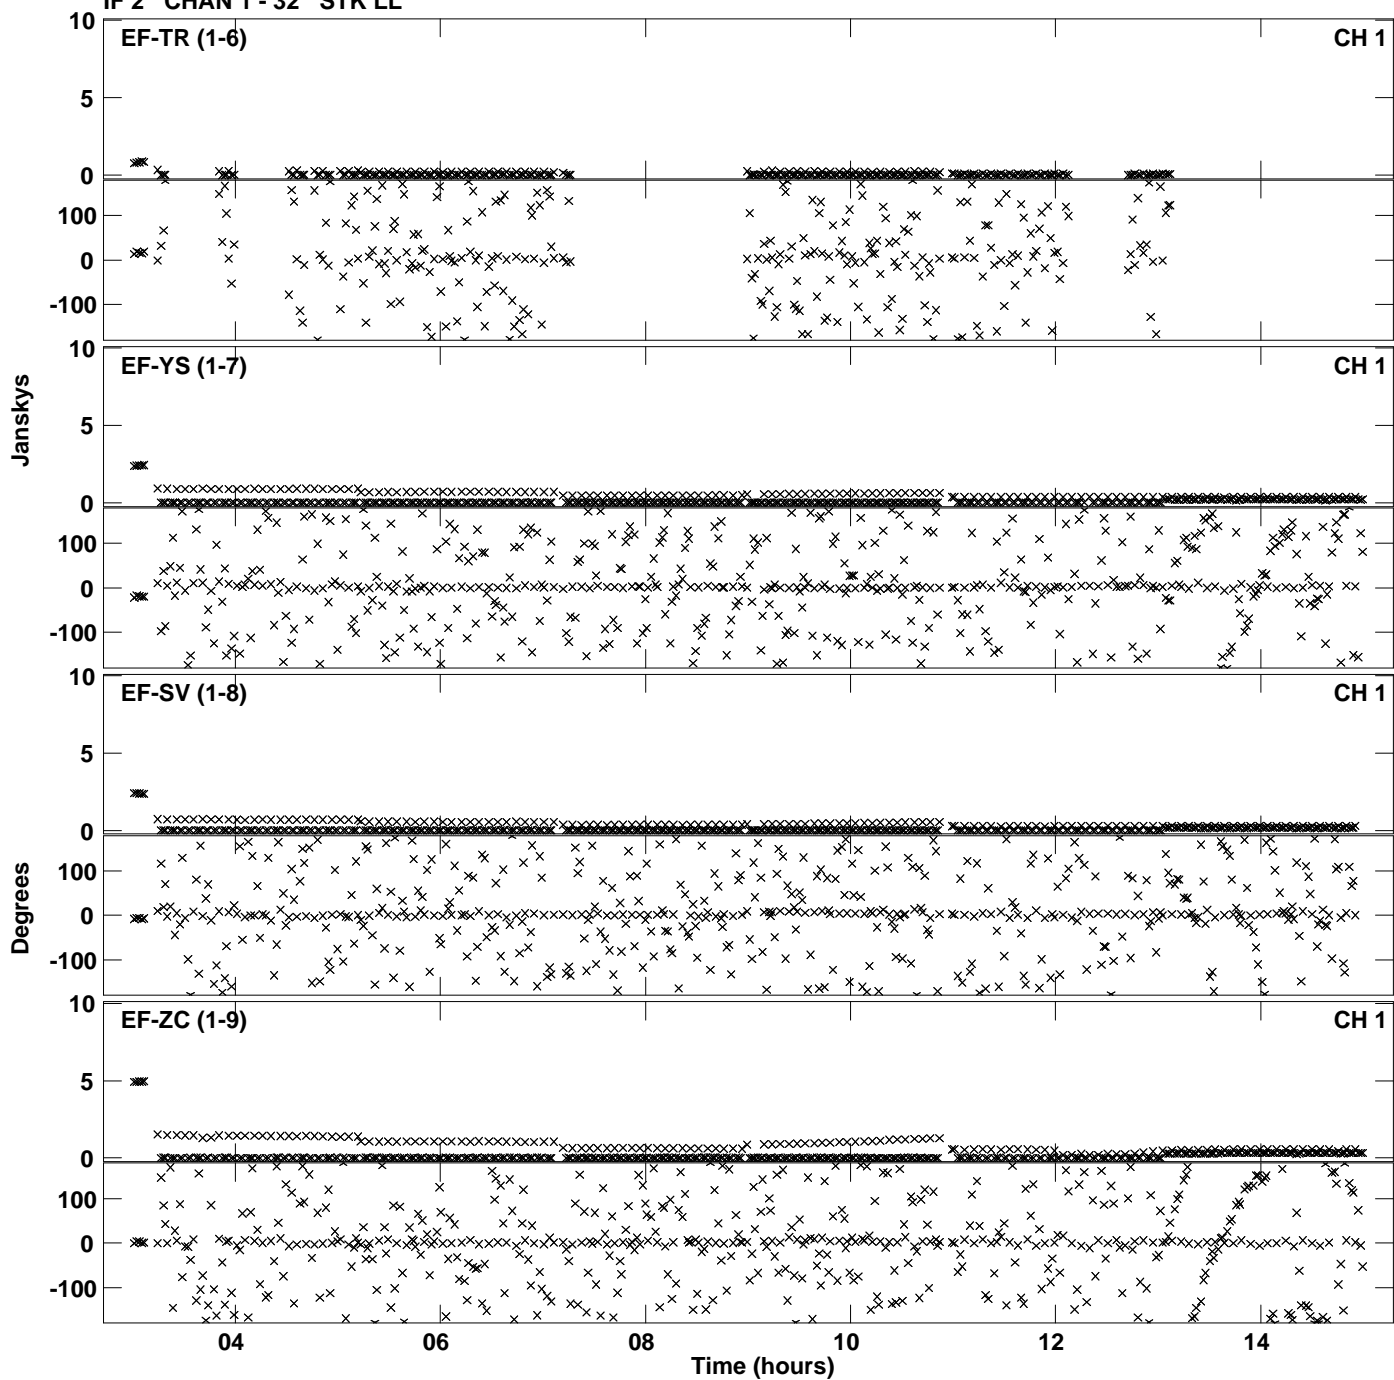 IF 2 CHAN 1 - 32 STK LL
10
EF-TR (1-6) CH 1
5
0
100
0
-100
10
EF-YS (1-7) CH 1
5
0
100
0
-100
10
EF-SV (1-8) CH 1
5
0
100
0
-100
10
EF-ZC (1-9) CH 1
5
0
100
0
-100
Janskys
Degrees
04 06 08 10 12 14
Time (hours)